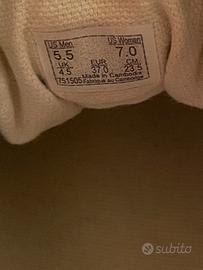 US Men US Women
5.5 7.0
UK EUR CM
4.5 37.0 23.5
751505 Made in Cambodia
Fabriqué au Cambodge
subito